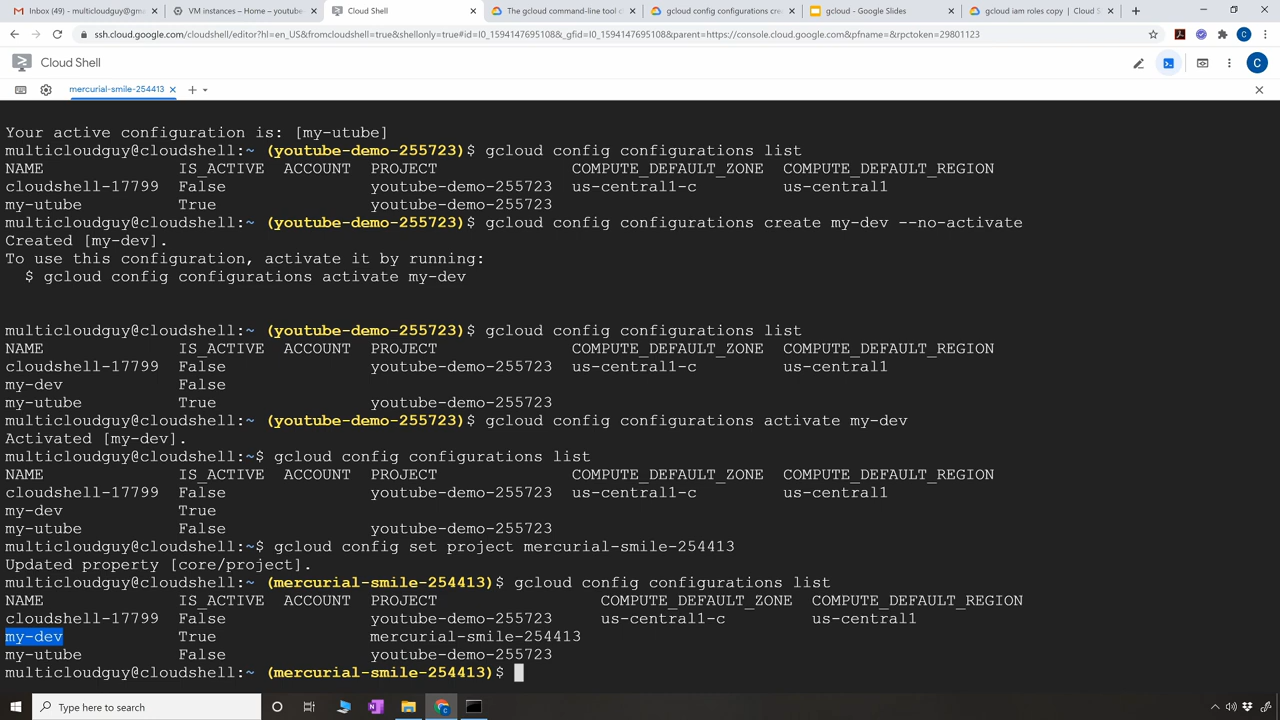 Inbox (49) - multicloudguy@gm
VM instances – Home – youtube
Cloud Shell
The gcloud command-line tool c
gcloud config configurations cre
gcloud - Google Slides
gcloud iam roles copy | Cloud S
ssh.cloud.google.com/cloudshell/editor?hl=en_US&fromcloudshell=true&shellonly=true#id=I0_1594147695108&_gfid=I0_1594147695108&parent=https://console.cloud.google.com&pfname=&rpctoken=29801123
C
Cloud Shell
C
mercurial-smile-254413
Your active configuration is: [my-utube]
multicloudguy@cloudshell:~ (youtube-demo-255723)$ gcloud config configurations list
NAME IS_ACTIVE ACCOUNT PROJECT COMPUTE_DEFAULT_ZONE COMPUTE_DEFAULT_REGION
cloudshell-17799 False youtube-demo-255723 us-central1-c us-central1
my-utube True youtube-demo-255723
multicloudguy@cloudshell:~ (youtube-demo-255723)$ gcloud config configurations create my-dev --no-activate
Created [my-dev].
To use this configuration, activate it by running:
$ gcloud config configurations activate my-dev
multicloudguy@cloudshell:~ (youtube-demo-255723)$ gcloud config configurations list
NAME IS_ACTIVE ACCOUNT PROJECT COMPUTE_DEFAULT_ZONE COMPUTE_DEFAULT_REGION
cloudshell-17799 False youtube-demo-255723 us-central1-c us-central1
my-dev False
my-utube True youtube-demo-255723
multicloudguy@cloudshell:~ (youtube-demo-255723)$ gcloud config configurations activate my-dev
Activated [my-dev].
multicloudguy@cloudshell:~$ gcloud config configurations list
NAME IS_ACTIVE ACCOUNT PROJECT COMPUTE_DEFAULT_ZONE COMPUTE_DEFAULT_REGION
cloudshell-17799 False youtube-demo-255723 us-central1-c us-central1
my-dev True
my-utube False youtube-demo-255723
multicloudguy@cloudshell:~$ gcloud config set project mercurial-smile-254413
Updated property [core/project].
multicloudguy@cloudshell:~ (mercurial-smile-254413)$ gcloud config configurations list
NAME IS_ACTIVE ACCOUNT PROJECT COMPUTE_DEFAULT_ZONE COMPUTE_DEFAULT_REGION
cloudshell-17799 False youtube-demo-255723 us-central1-c us-central1
my-dev True mercurial-smile-254413
my-utube False youtube-demo-255723
multicloudguy@cloudshell:~ (mercurial-smile-254413)$
Type here to search